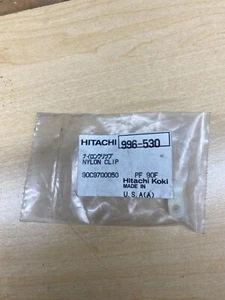 HITACHI 996-530
ナイロンクリップ
NYLON CLIP
90C9700050 PF 90F
Hitachi Koki
MADE IN
U.S.A(A)